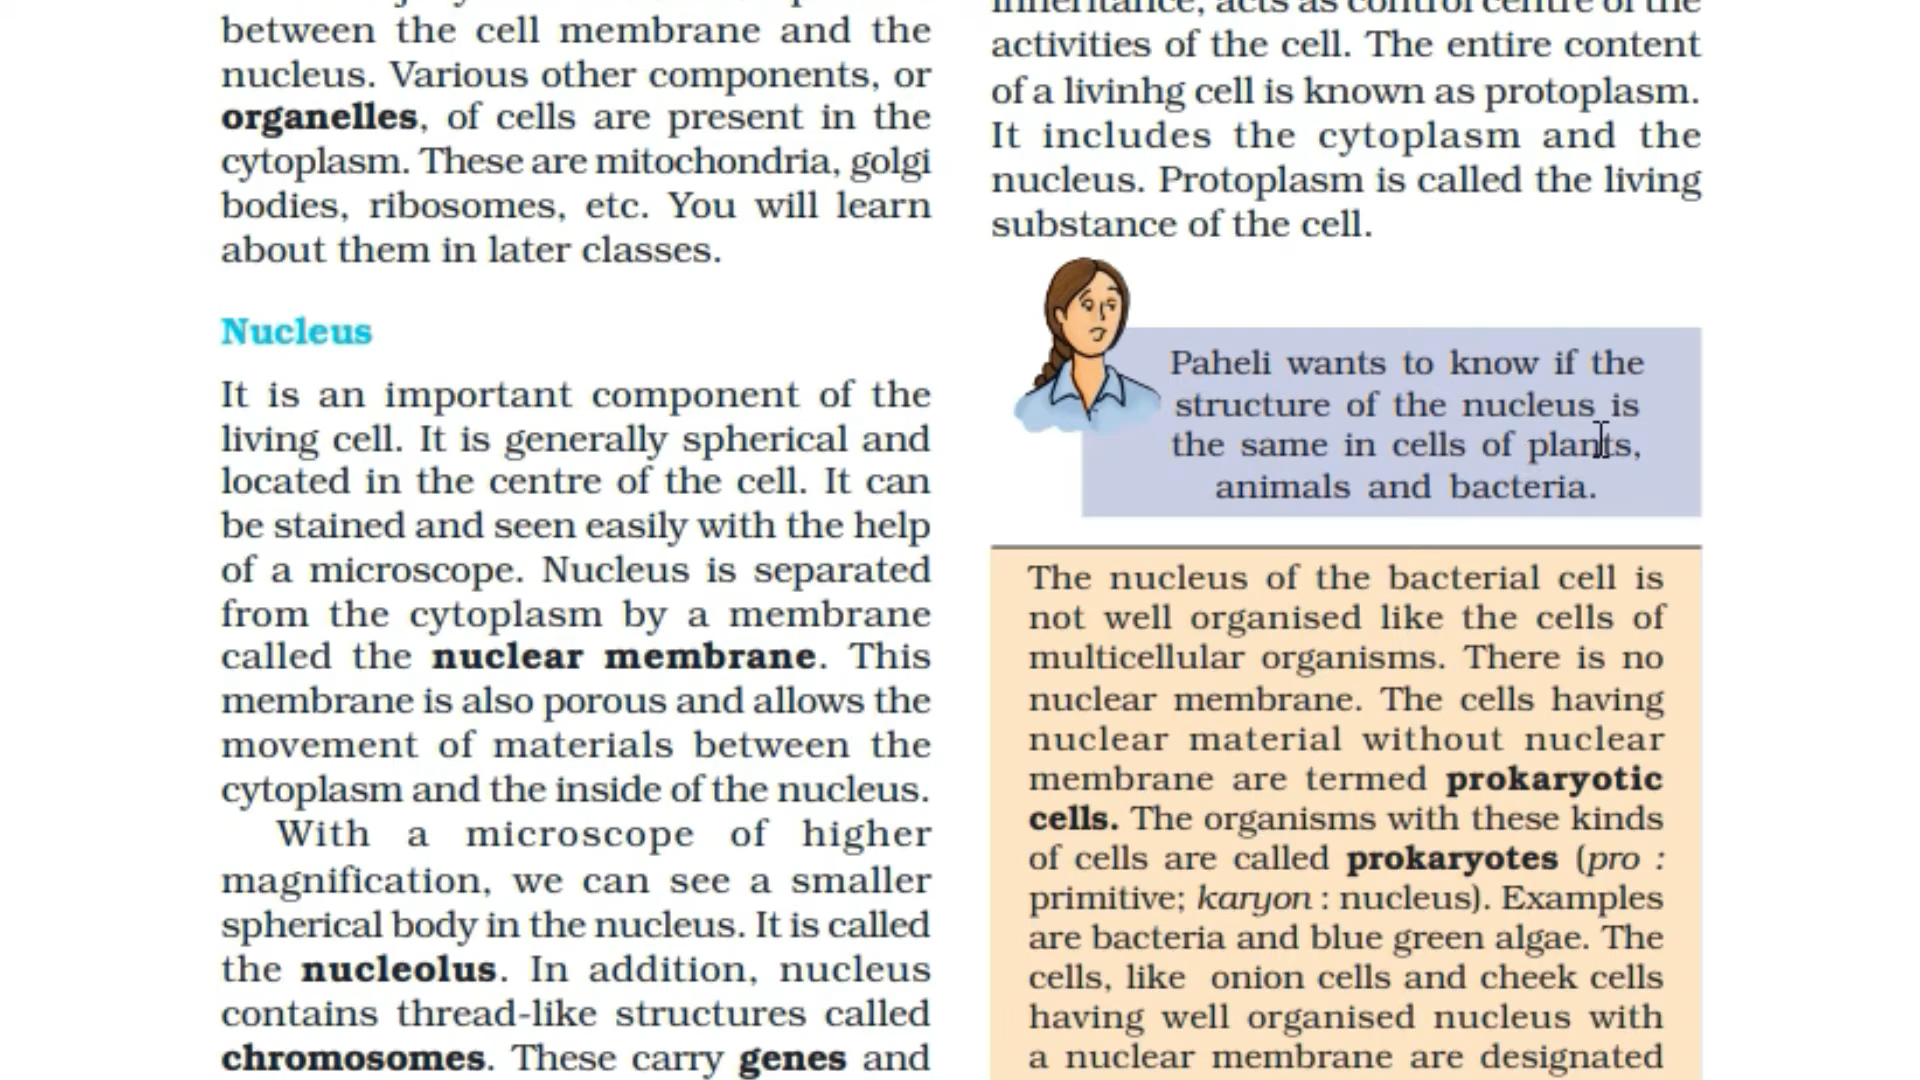 between the cell membrane and the
nucleus. Various other components, or
organelles, of cells are present in the
cytoplasm. These are mitochondria, golgi
bodies, ribosomes, etc. You will learn
about them in later classes.
Nucleus
It is an important component of the
living cell. It is generally spherical and
located in the centre of the cell. It can
be stained and seen easily with the help
of a microscope. Nucleus is separated
from the cytoplasm by a membrane
called the nuclear membrane. This
membrane is also porous and allows the
movement of materials between the
cytoplasm and the inside of the nucleus.
With a microscope of higher
magnification, we can see a smaller
spherical body in the nucleus. It is called
the nucleolus. In addition, nucleus
contains thread-like structures called
chromosomes. These carry genes and
inheritance, acts as control centre of the
activities of the cell. The entire content
of a livinhg cell is known as protoplasm.
It includes the cytoplasm and the
nucleus. Protoplasm is called the living
substance of the cell.
Paheli wants to know if the
structure of the nucleus is
the same in cells of plants,
animals and bacteria.
The nucleus of the bacterial cell is
not well organised like the cells of
multicellular organisms. There is no
nuclear membrane. The cells having
nuclear material without nuclear
membrane are termed prokaryotic
cells. The organisms with these kinds
of cells are called prokaryotes (pro :
primitive; karyon : nucleus). Examples
are bacteria and blue green algae. The
cells, like onion cells and cheek cells
having well organised nucleus with
a nuclear membrane are designated